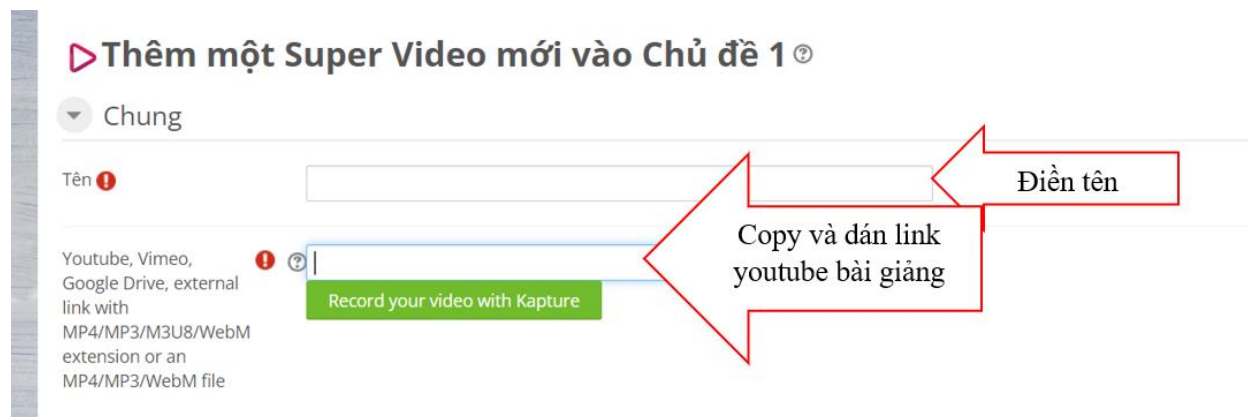 Thêm một Super Video mới vào Chủ đề 1
Chung
Tên
Điền tên
Youtube, Vimeo,
Google Drive, external
link with
MP4/MP3/M3U8/WebM
extension or an
MP4/MP3/WebM file
Record your video with Kapture
Copy và dán link
youtube bài giảng